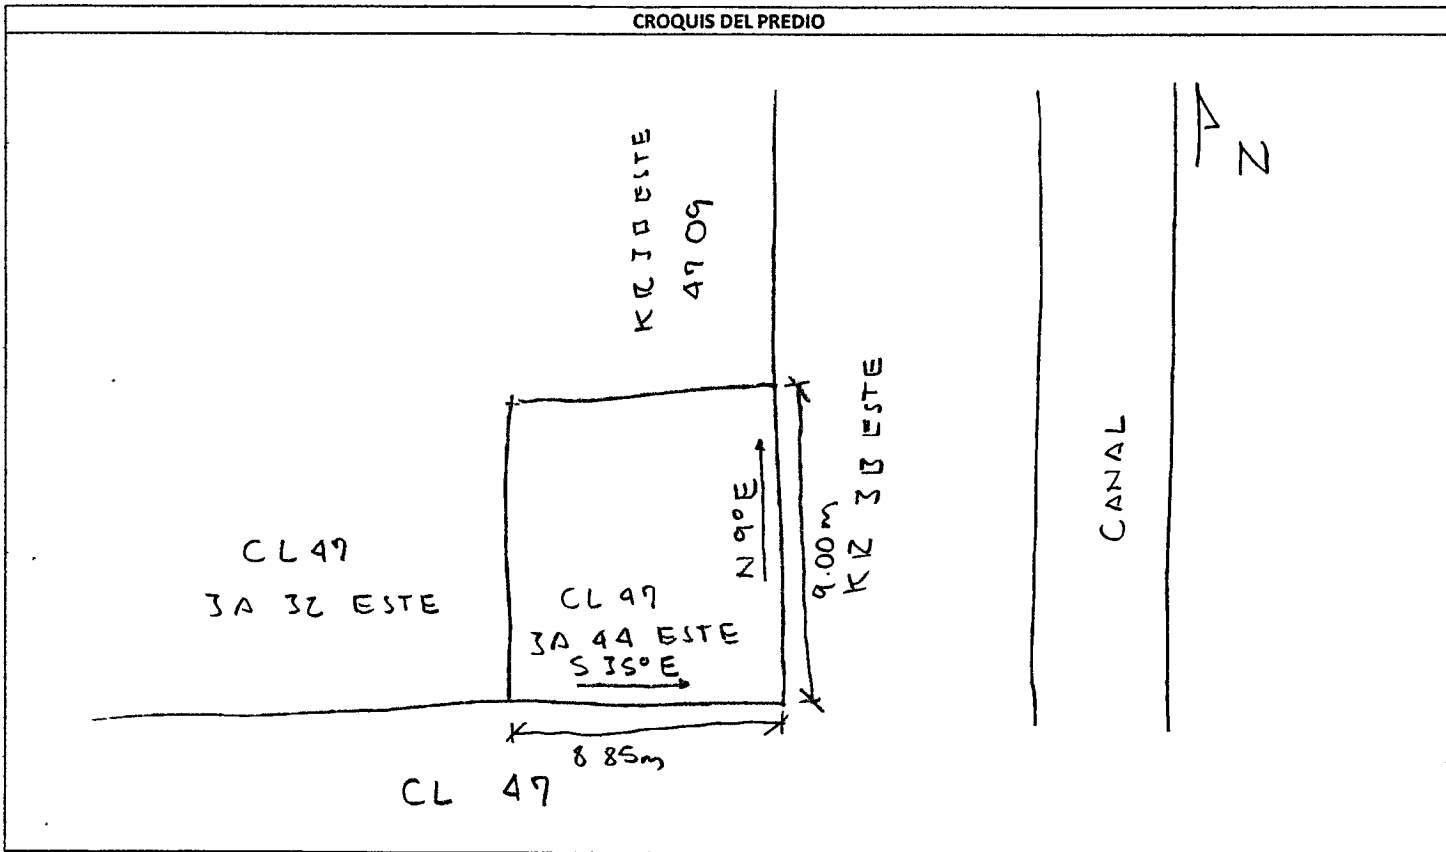 CROQUIS DEL PREDIO
KR 3B ESTE
47 09
N
KR 3B ESTE
9.00m
N 9° E
CANAL
CL 47
3A 32 ESTE
CL 47
3A 44 ESTE
S 35° E
8 85m
CL 47